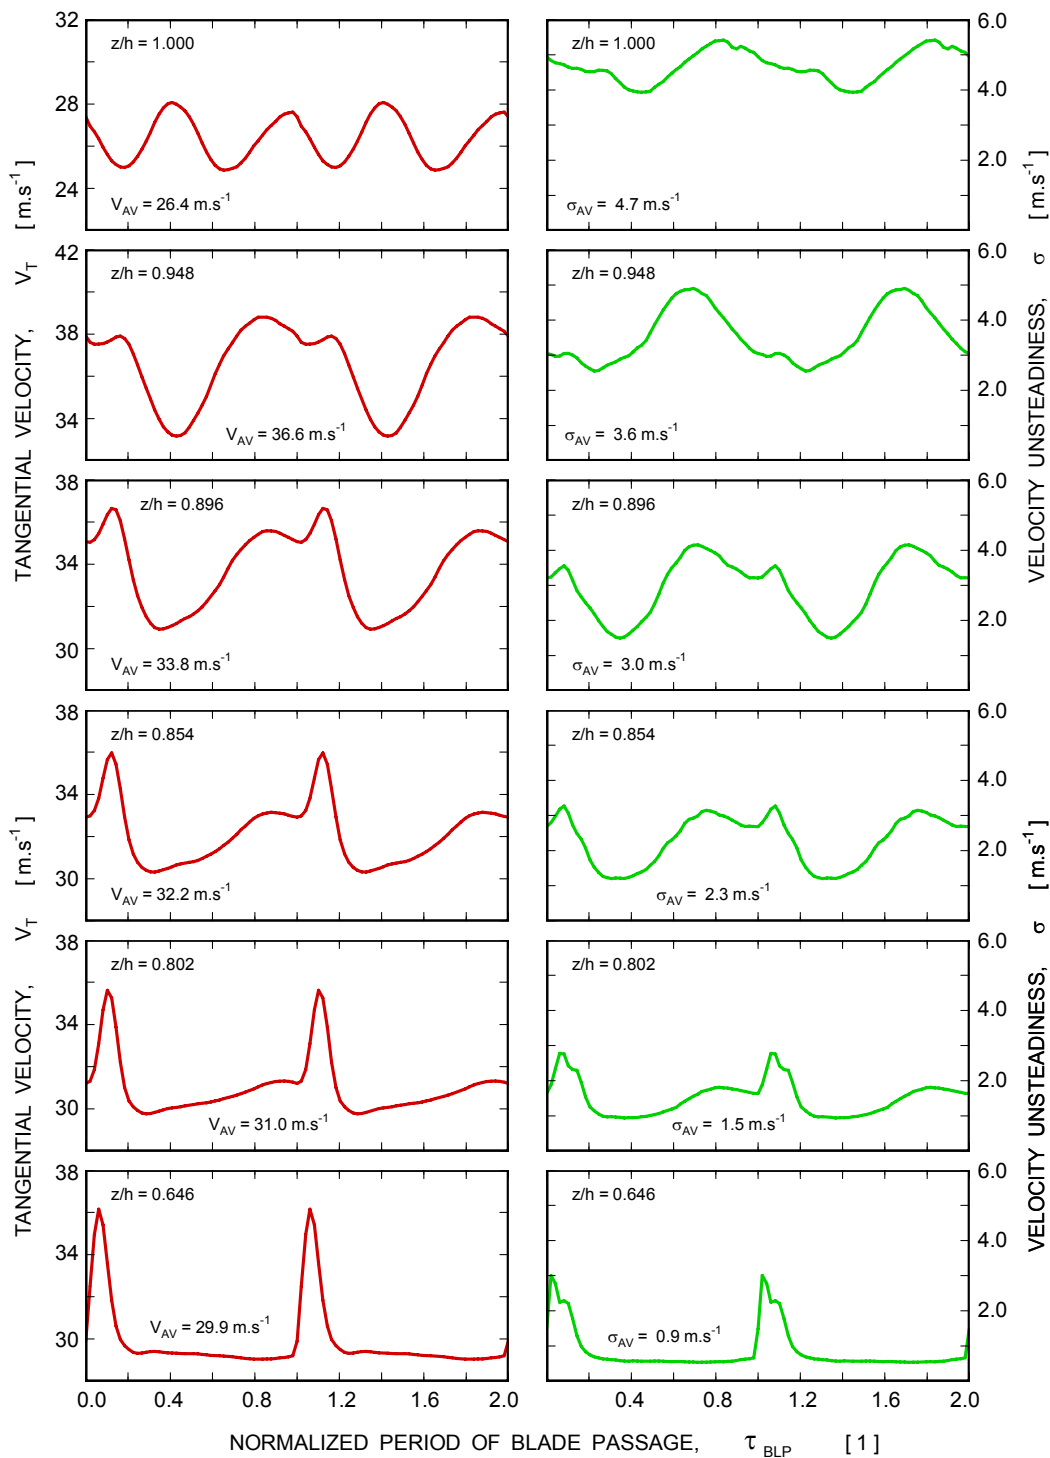 32
28
24
z/h = 1.000
V_AV = 26.4 m.s⁻¹
z/h = 1.000
σ_AV = 4.7 m.s⁻¹
6.0
4.0
2.0
42
38
33
z/h = 0.948
V_AV = 36.6 m.s⁻¹
z/h = 0.948
σ_AV = 3.6 m.s⁻¹
6.0
4.0
2.0
38
35
30
z/h = 0.896
V_AV = 33.8 m.s⁻¹
z/h = 0.896
σ_AV = 3.0 m.s⁻¹
6.0
4.0
2.0
38
33
30
z/h = 0.854
V_AV = 32.2 m.s⁻¹
z/h = 0.854
σ_AV = 2.3 m.s⁻¹
6.0
4.0
2.0
38
34
30
z/h = 0.802
V_AV = 31.0 m.s⁻¹
z/h = 0.802
σ_AV = 1.5 m.s⁻¹
6.0
4.0
2.0
38
34
30
z/h = 0.646
V_AV = 29.9 m.s⁻¹
z/h = 0.646
σ_AV = 0.9 m.s⁻¹
6.0
4.0
2.0
0.0 0.4 0.8 1.2 1.6 2.0
0.4 0.8 1.2 1.6 2.0
TANGENTIAL VELOCITY, V_T [ m.s⁻¹ ]
TANGENTIAL VELOCITY, V_T [ m.s⁻¹ ]
VELOCITY UNSTEADINESS, σ [ m.s⁻¹ ]
VELOCITY UNSTEADINESS, σ [ m.s⁻¹ ]
NORMALIZED PERIOD OF BLADE PASSAGE, τ_BLP [ 1 ]